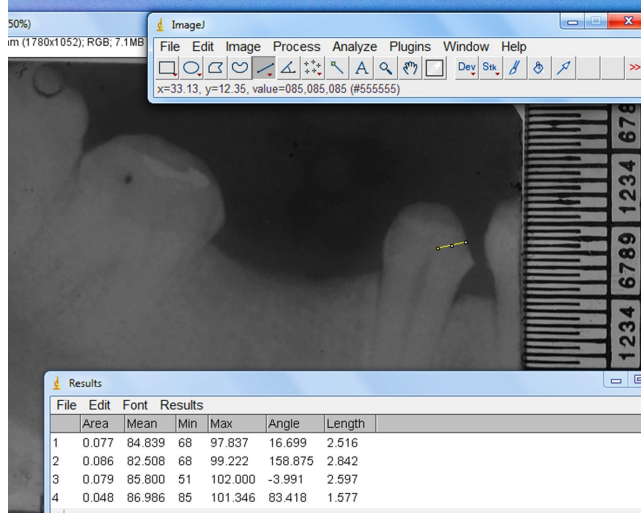 50%)
ImageJ
nm (1780x1052); RGB; 7.1MB
File Edit Image Process Analyze Plugins Window Help
Dev Stk >>
x=33.13, y=12.35, value=085,085,085 (#555555)
678
1234
6789
1234
Results
File Edit Font Results
Area Mean Min Max Angle Length
1 0.077 84.839 68 97.837 16.699 2.516
2 0.086 82.508 68 99.222 158.875 2.842
3 0.079 85.800 51 102.000 -3.991 2.597
4 0.048 86.986 85 101.346 83.418 1.577